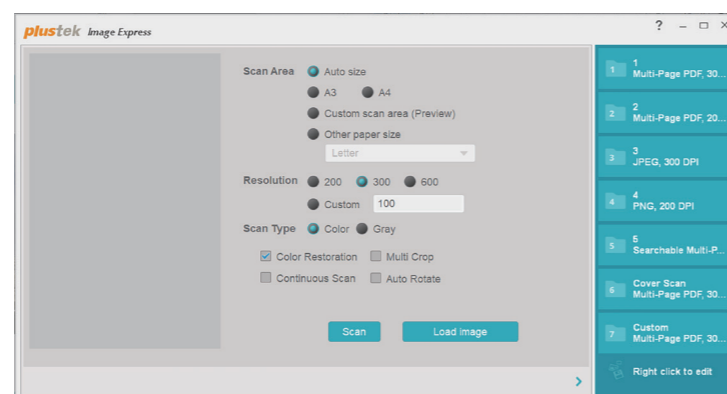 plustek Image Express
?
Scan Area Auto size
A3 A4
Custom scan area (Preview)
Other paper size
Letter
Resolution 200 300 600
Custom 100
Scan Type Color Gray
Color Restoration Multi Crop
Continuous Scan Auto Rotate
Scan Load Image
1 1
Multi-Page PDF, 30...
2 2
Multi-Page PDF, 20...
3 3
JPEG, 300 DPI
4 4
PNG, 200 DPI
5 5
Searchable Multi-P...
6 Cover Scan
Multi-Page PDF, 30...
7 Custom
Multi-Page PDF, 30...
Right click to edit